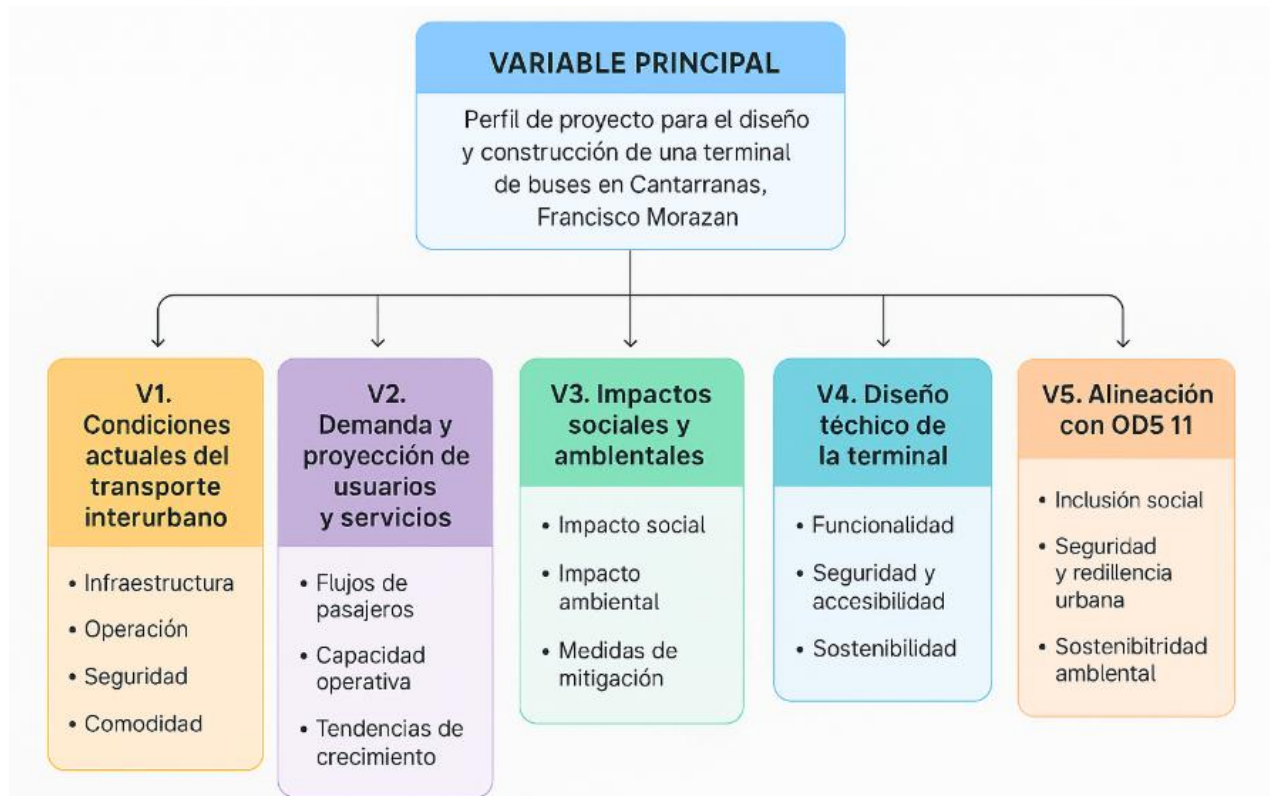 VARIABLE PRINCIPAL
Perfil de proyecto para el diseño
y construcción de una terminal
de buses en Cantarranas,
Francisco Morazan
V1.
Condiciones
actuales del
transporte
interurbano
• Infraestructura
• Operación
• Seguridad
• Comodidad
V2.
Demanda y
proyección de
usuarios
y servicios
• Flujos de
pasajeros
• Capacidad
operativa
• Tendencias de
crecimiento
V3. Impactos
sociales y
ambientales
• Impacto social
• Impacto
ambiental
• Medidas de
mitigación
V4. Diseño
téchico de
la terminal
• Funcionalidad
• Seguridad y
accesibilidad
• Sostenibilidad
V5. Alineación
con OD5 11
• Inclusión social
• Seguridad
y redillencia
urbana
• Sostenibitridad
ambiental